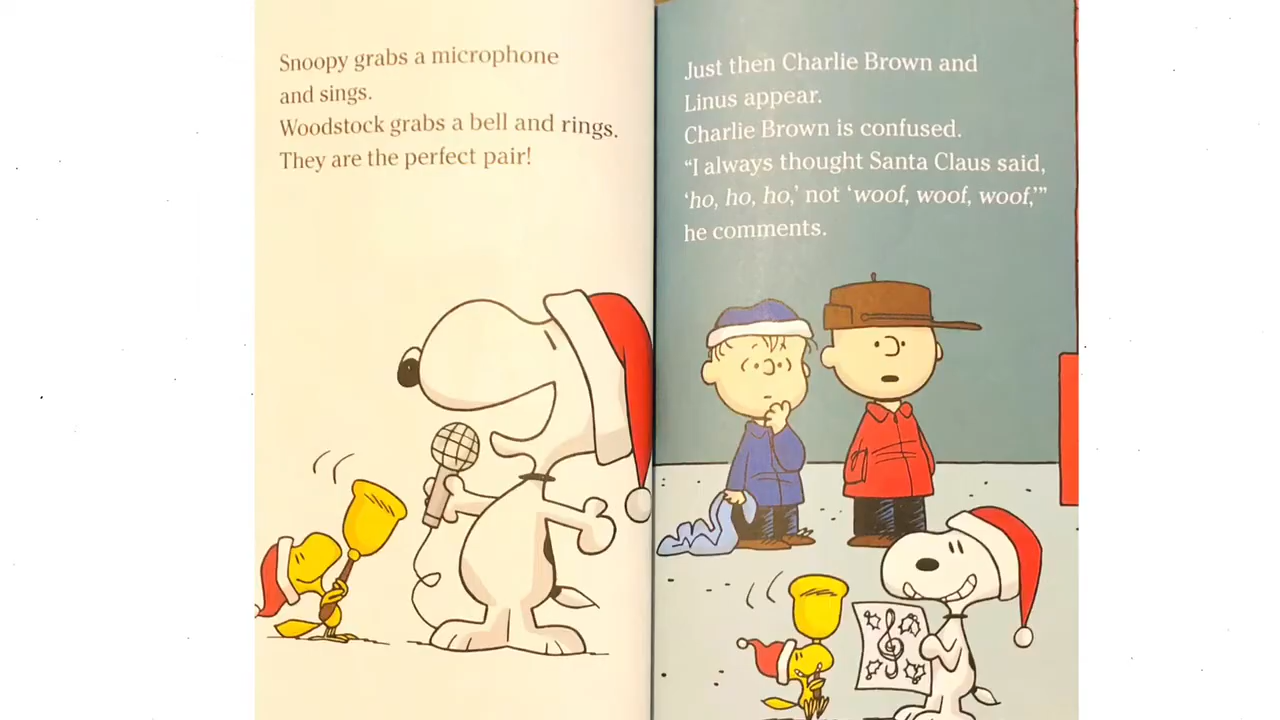 Snoopy grabs a microphone
and sings.
Woodstock grabs a bell and rings.
They are the perfect pair!
Just then Charlie Brown and
Linus appear.
Charlie Brown is confused.
“I always thought Santa Claus said,
‘ho, ho, ho,’ not ‘woof, woof, woof,’”
he comments.